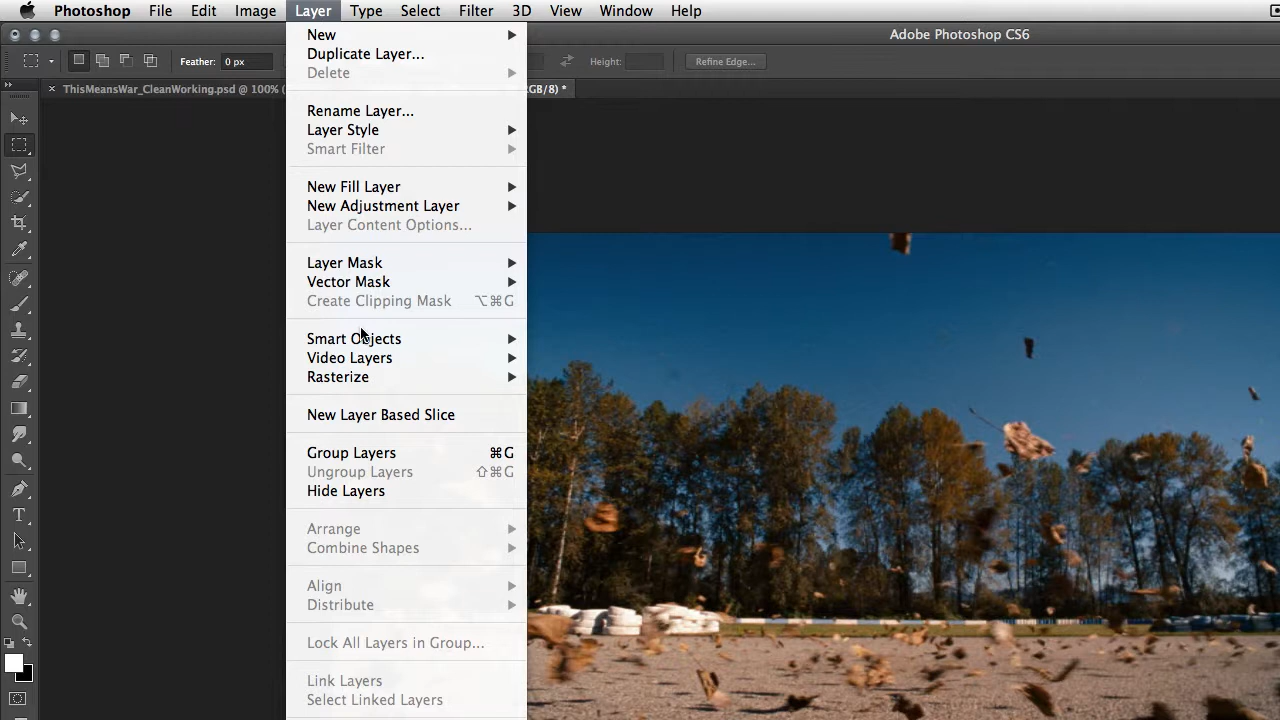 Photoshop File Edit Image Layer Type Select Filter 3D View Window Help
Adobe Photoshop CS6
Feather: 0 px
Height:
Refine Edge...
ThisMeansWar_CleanWorking.psd @ 100% (
RGB/8) *
New
Duplicate Layer...
Delete
Rename Layer...
Layer Style
Smart Filter
New Fill Layer
New Adjustment Layer
Layer Content Options...
Layer Mask
Vector Mask
Create Clipping Mask ⌥⌘G
Smart Objects
Video Layers
Rasterize
New Layer Based Slice
Group Layers ⌘G
Ungroup Layers ⇧⌘G
Hide Layers
Arrange
Combine Shapes
Align
Distribute
Lock All Layers in Group...
Link Layers
Select Linked Layers